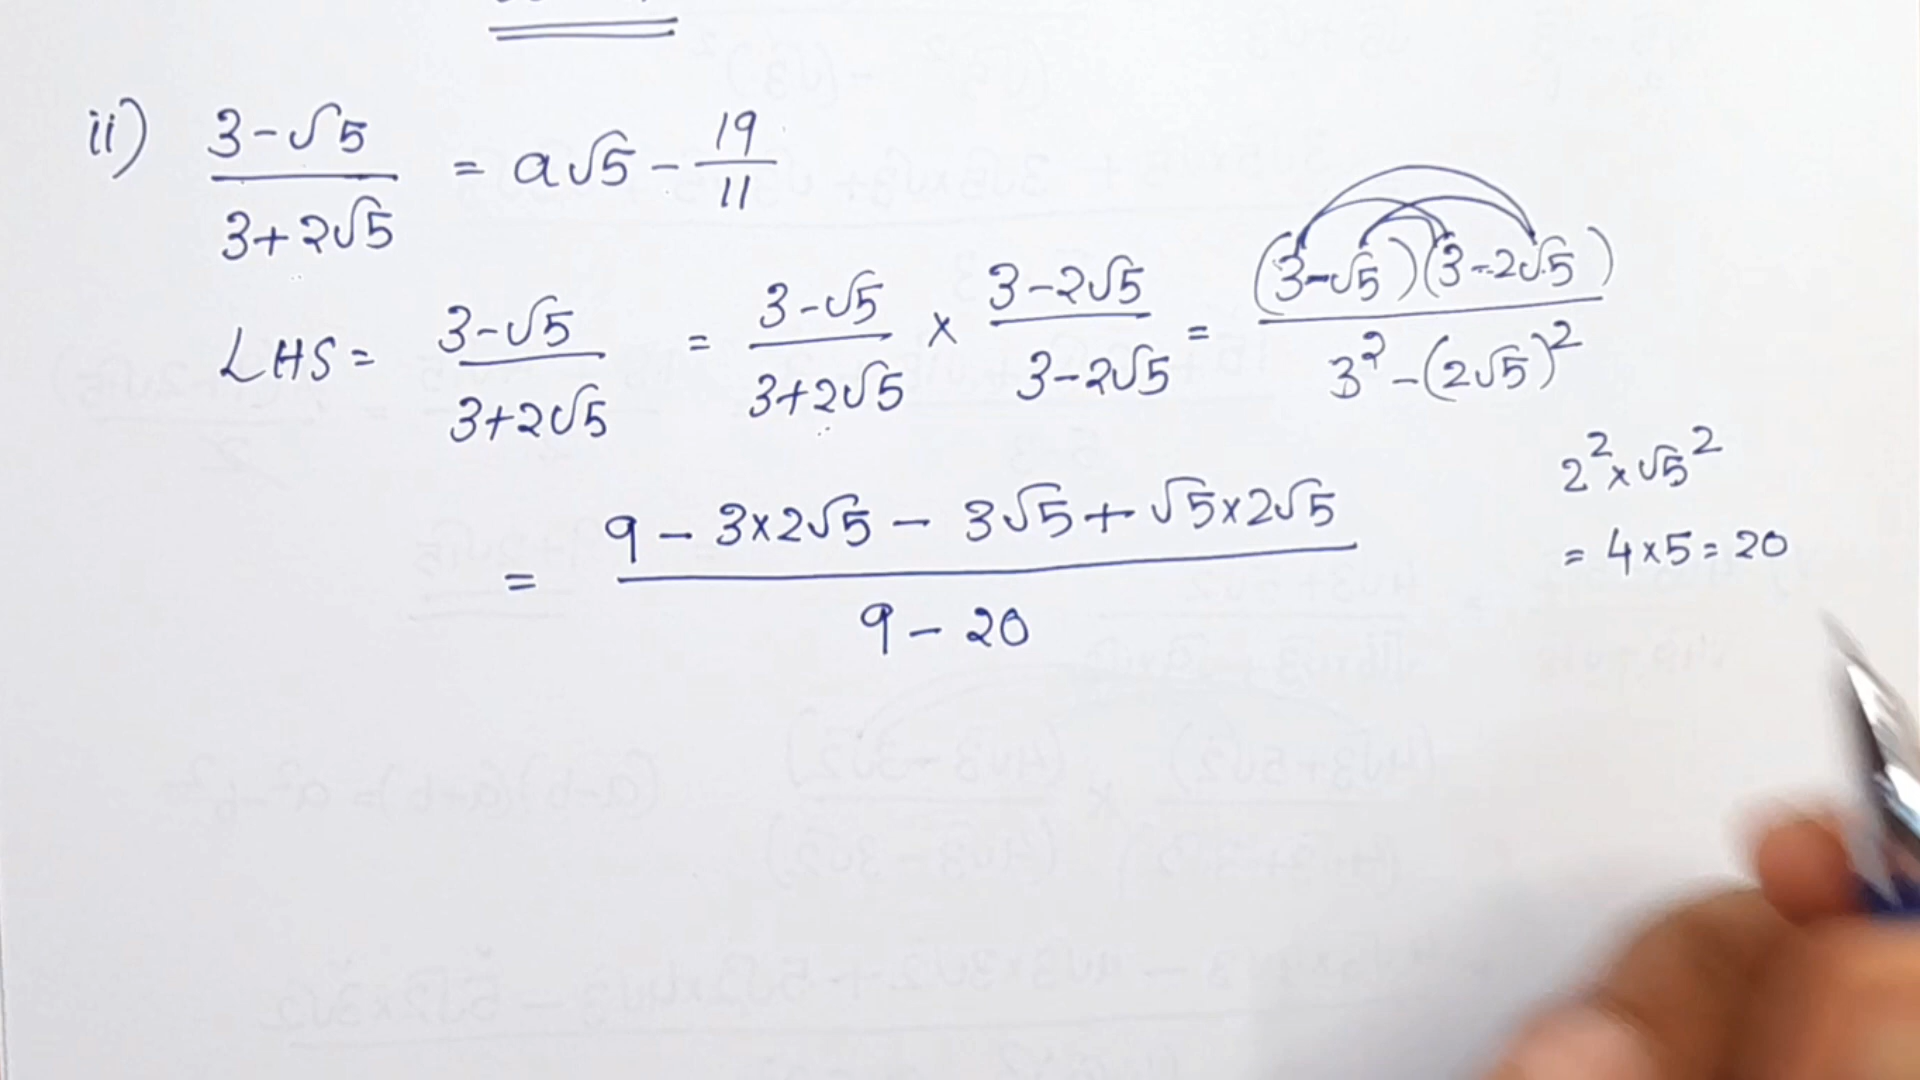 ii) (3-√5)/(3+2√5) = a√5 - 19/11
LHS = (3-√5)/(3+2√5) = (3-√5)/(3+2√5) × (3-2√5)/(3-2√5) = (3-√5)(3-2√5)/(3²-(2√5)²)
2²×√5²
= 4×5=20
= (9 - 3×2√5 - 3√5 + √5×2√5)/(9-20)